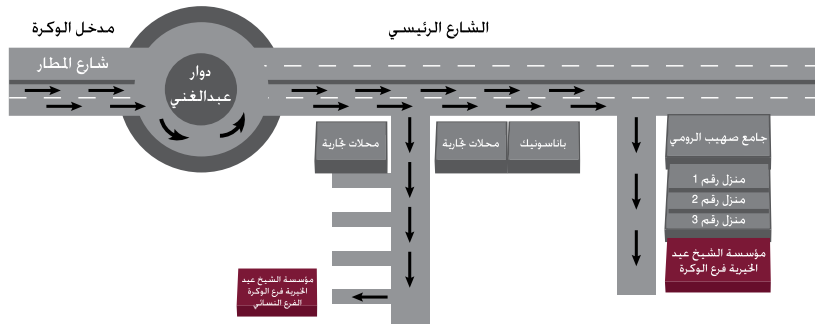 الشارع الرئيسي
مدخل الوكرة
شارع المطار
دوار
عبدالغني
جامع صهيب الرومي
باناسونيك
محلات تجارية
محلات تجارية
منزل رقم 1
منزل رقم 2
منزل رقم 3
مؤسسة الشيخ عيد
الخيرية فرع الوكرة
مؤسسة الشيخ عيد
الخيرية فرع الوكرة
الفرع النسائي